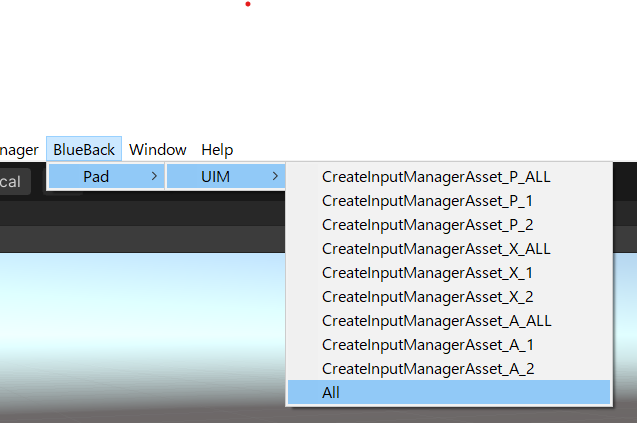 nager BlueBack Window Help
cal Pad UIM
CreateInputManagerAsset_P_ALL
CreateInputManagerAsset_P_1
CreateInputManagerAsset_P_2
CreateInputManagerAsset_X_ALL
CreateInputManagerAsset_X_1
CreateInputManagerAsset_X_2
CreateInputManagerAsset_A_ALL
CreateInputManagerAsset_A_1
CreateInputManagerAsset_A_2
All